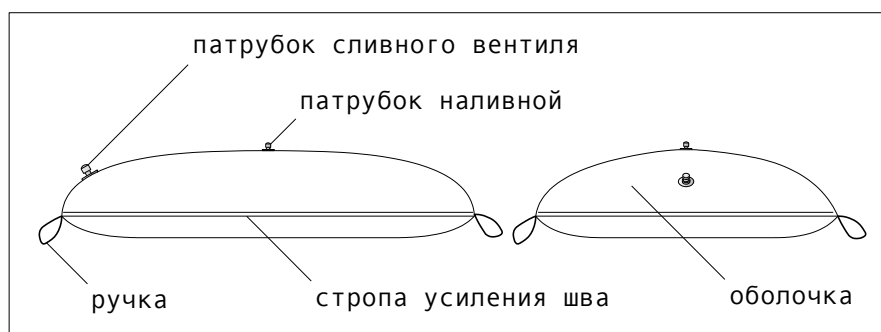 патрубок сливного вентиля
патрубок наливной
ручка
стропа усиления шва
оболочка